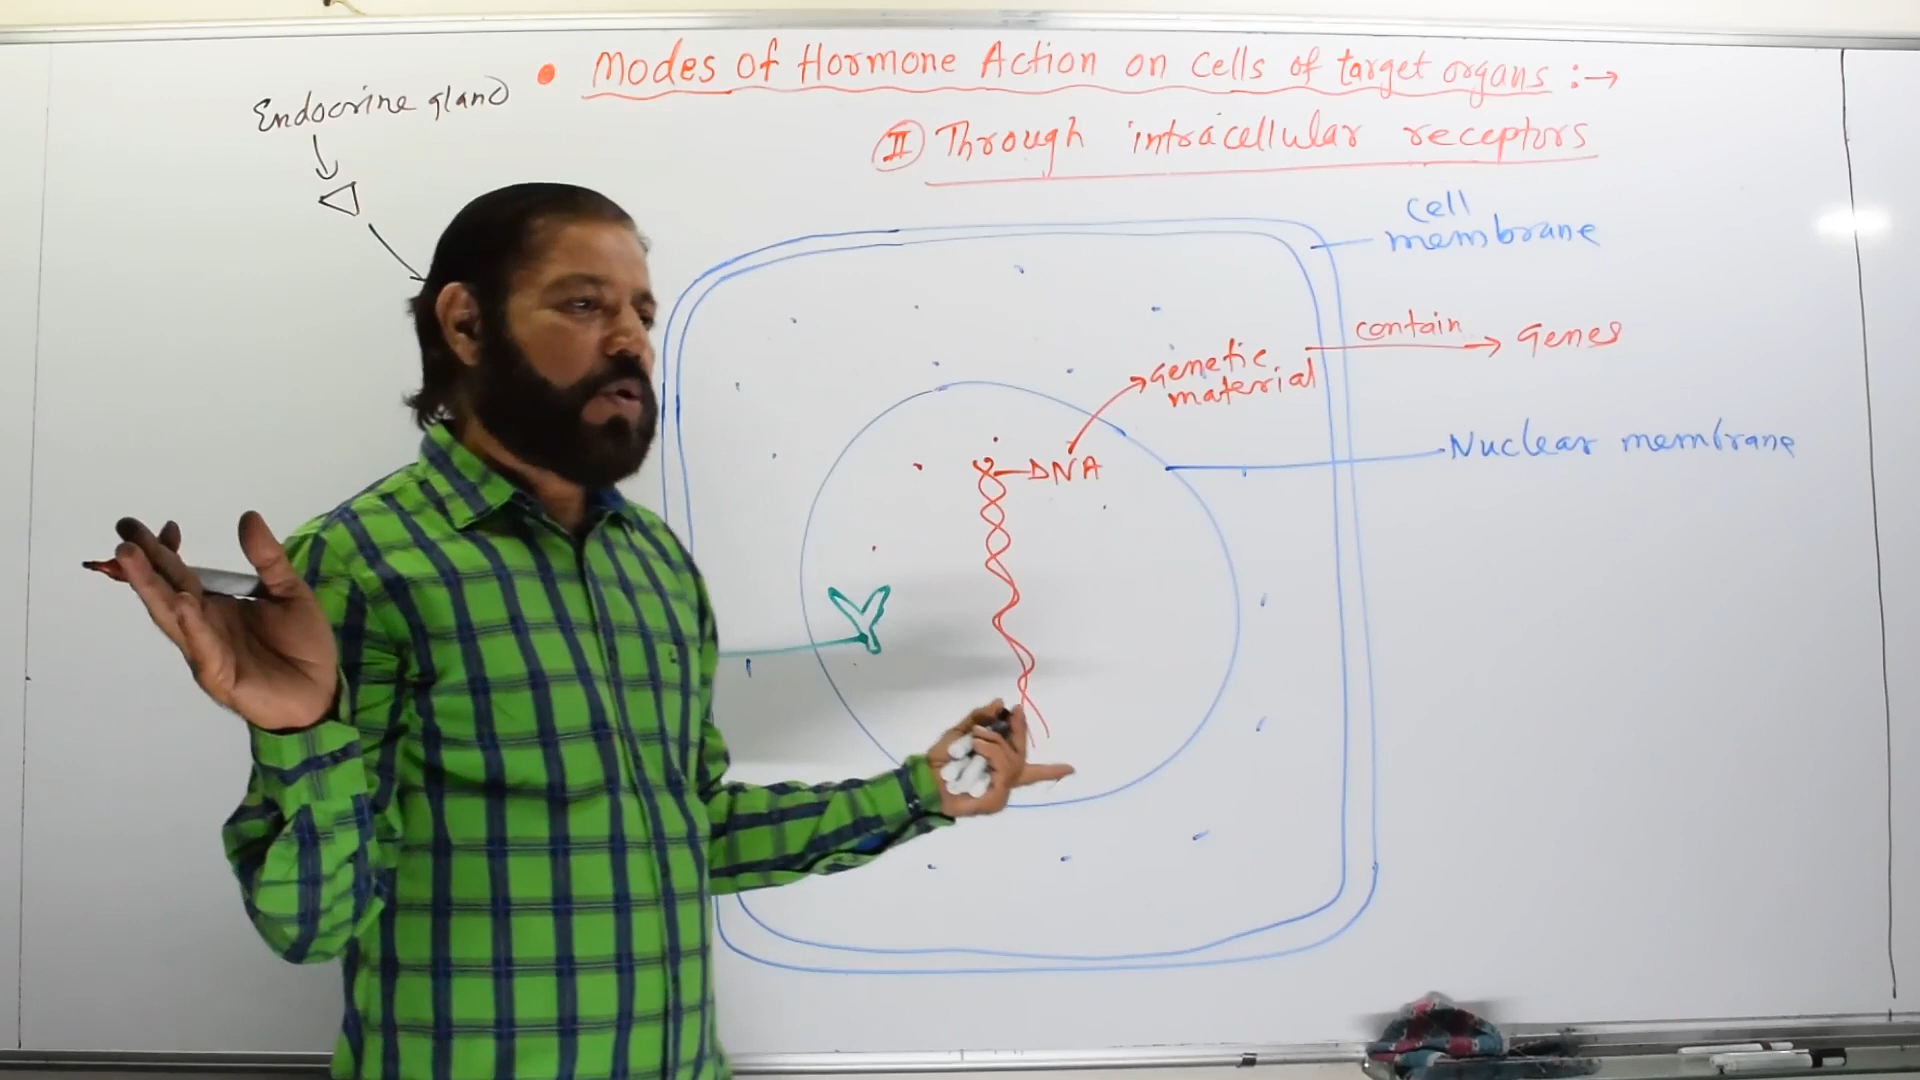 • Modes of Hormone Action on cells of target organs :→
II Through intracellular receptors
Endocrine gland
cell
membrane
contain
Genes
Genetic
material
Nuclear membrane
DNA